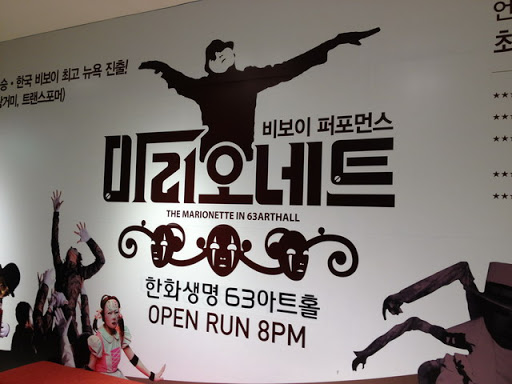 승·한국 비보이 최고 뉴욕 진출!
거미, 트랜스포머)
언
최
비보이 퍼포먼스
마리오네트
THE MARIONETTE IN 63ARTHALL
한화생명 63아트홀
OPEN RUN 8PM